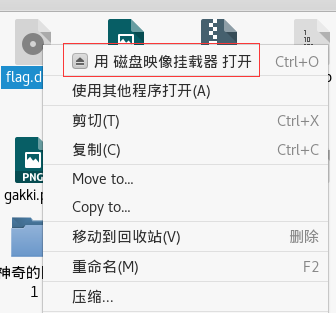 flag.d
用 磁盘映像挂载器 打开 Ctrl+O
使用其他程序打开(A)
剪切(T) Ctrl+X
复制(C) Ctrl+C
PNG
gakki.p
Move to...
Copy to...
移动到回收站(V) 删除
神奇的
1
重命名(M) F2
压缩...